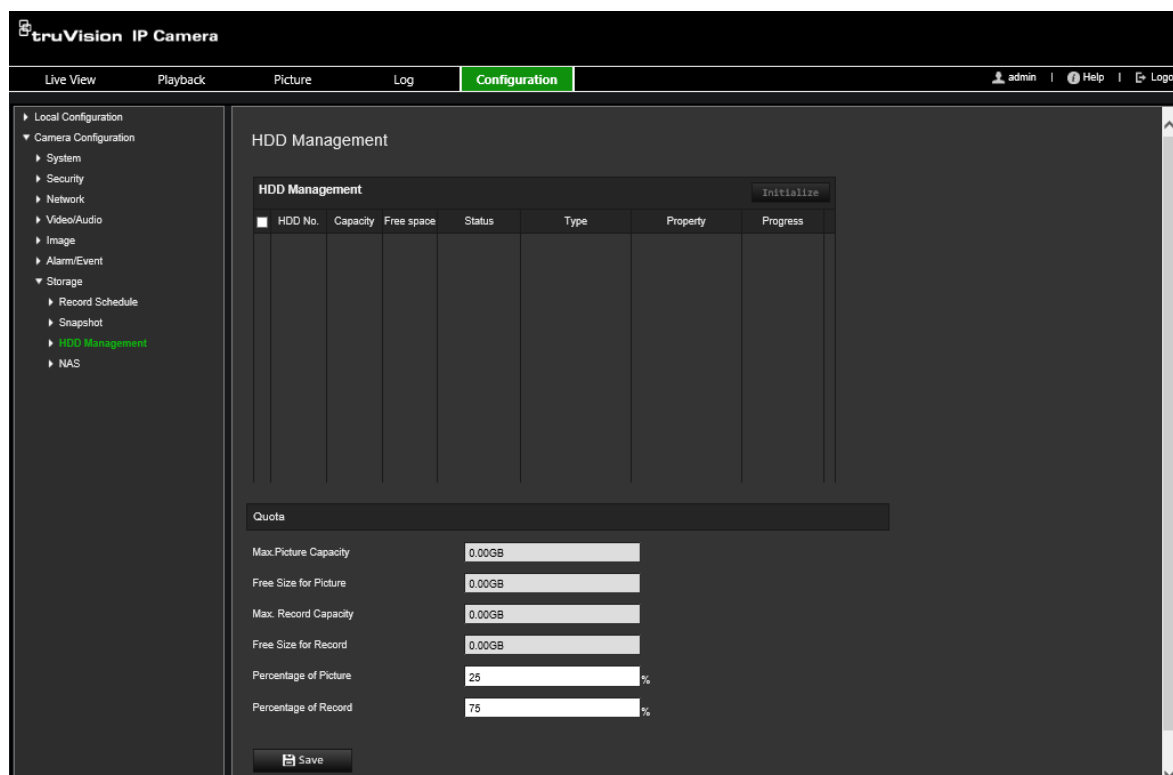 truVision IP Camera
Live View Playback Picture Log Configuration admin | Help | Logo
Local Configuration
Camera Configuration
System
Security
Network
Video/Audio
Image
Alarm/Event
Storage
Record Schedule
Snapshot
HDD Management
NAS
HDD Management
HDD Management Initialize
HDD No. Capacity Free space Status Type Property Progress
Quota
Max.Picture Capacity 0.00GB
Free Size for Picture 0.00GB
Max. Record Capacity 0.00GB
Free Size for Record 0.00GB
Percentage of Picture 25 %
Percentage of Record 75 %
Save